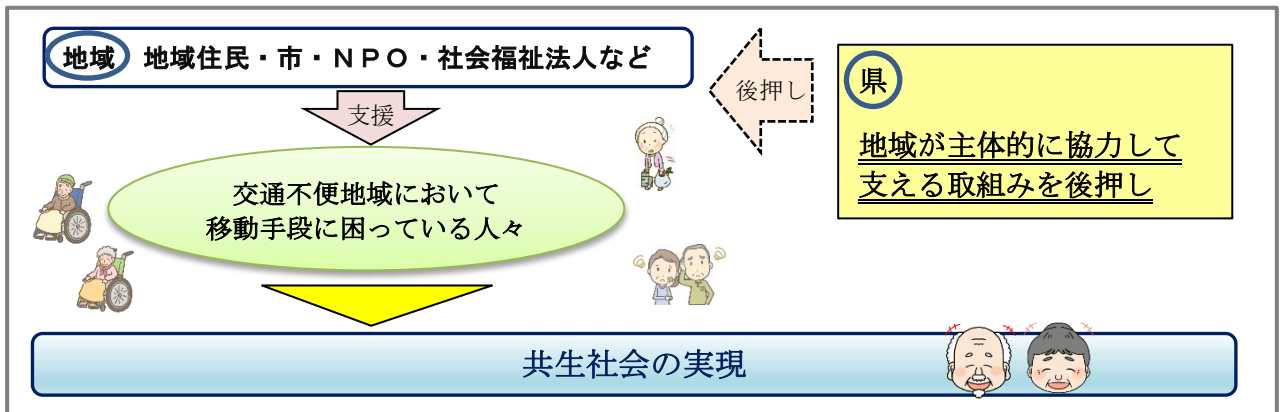 地域 地域住民・市・ＮＰＯ・社会福祉法人など
後押し
県
地域が主体的に協力して
支える取組みを後押し
支援
交通不便地域において
移動手段に困っている人々
共生社会の実現